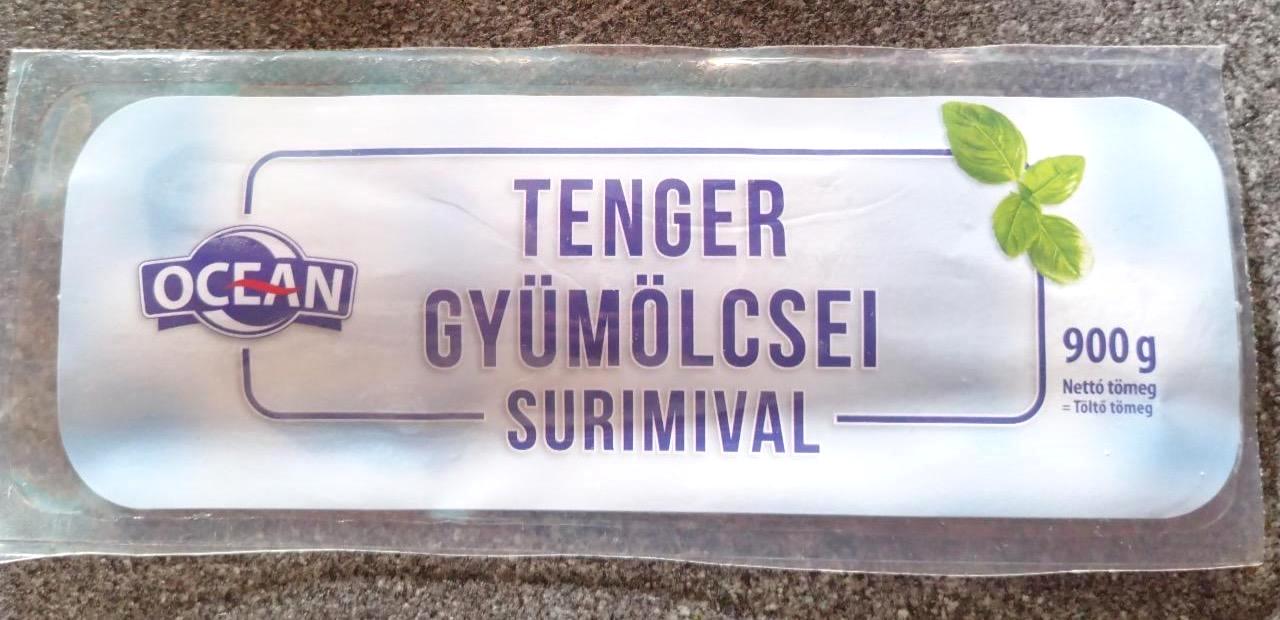 OCEAN
TENGER
GYÜMÖLCSEI
SURIMIVAL
900 g
Nettó tömeg
= Töltő tömeg